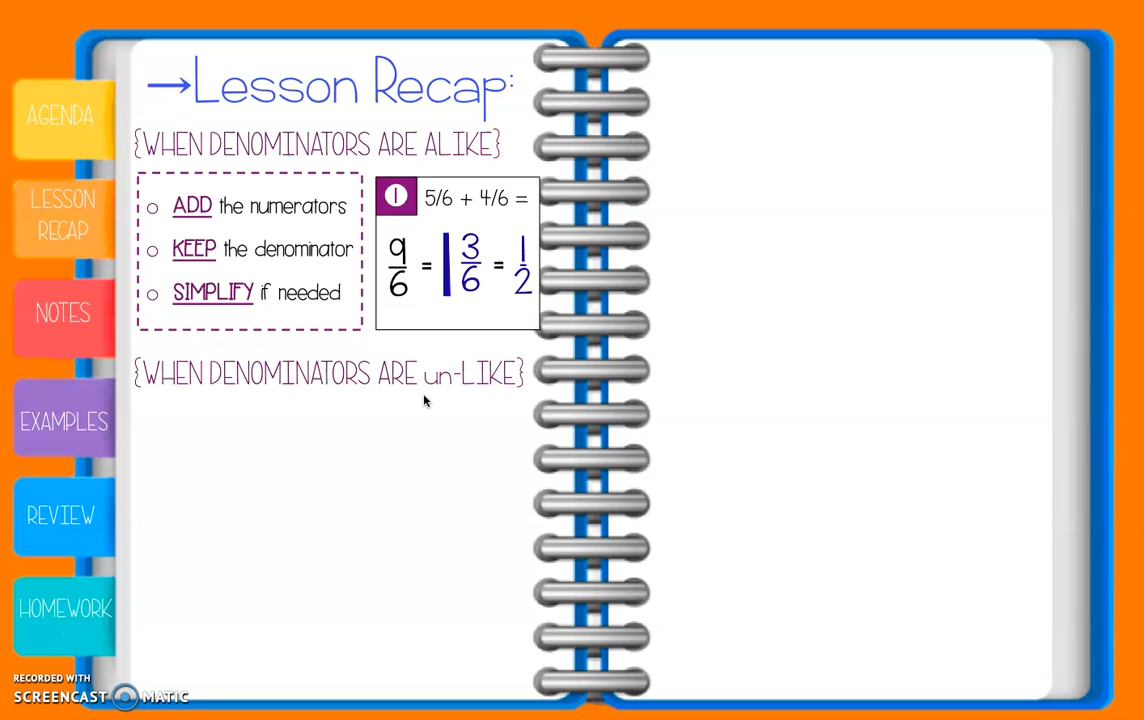 →Lesson Recap:
{WHEN DENOMINATORS ARE ALIKE}
○ ADD the numerators
○ KEEP the denominator
○ SIMPLIFY if needed
1 5/6 + 4/6 =
9/6 = 1 3/6 = 1/2
{WHEN DENOMINATORS ARE un-LIKE}
AGENDA
LESSON
RECAP
NOTES
EXAMPLES
REVIEW
HOMEWORK
RECORDED WITH
SCREENCAST MATIC